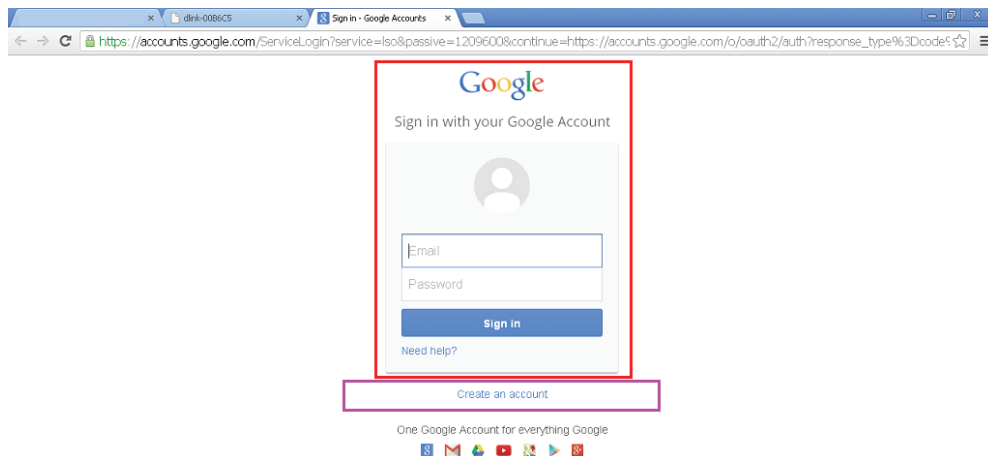 dlink-00B6C5
Sign in - Google Accounts
https://accounts.google.com/ServiceLogin?service=lso&passive=1209600&continue=https://accounts.google.com/o/oauth2/auth?response_type%3Dcode%
Google
Sign in with your Google Account
Email
Password
Sign in
Need help?
Create an account
One Google Account for everything Google